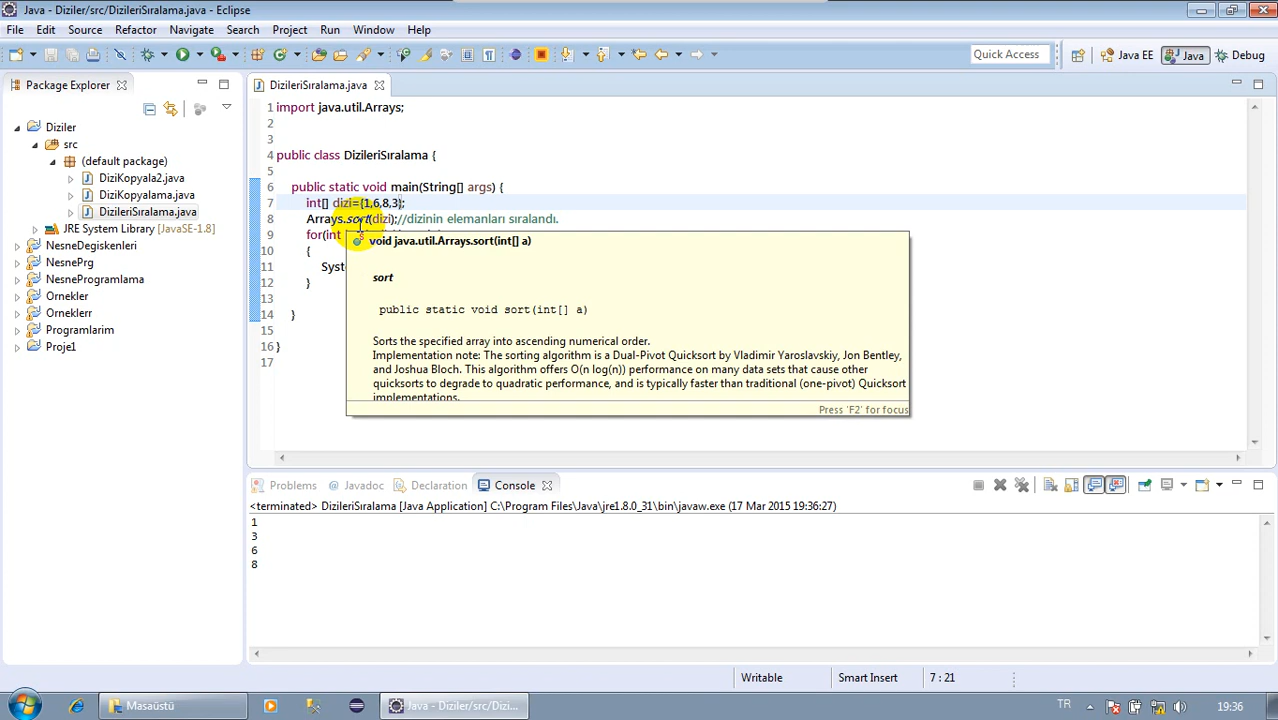 Java - Diziler/src/DizileriSıralama.java - Eclipse
File Edit Source Refactor Navigate Search Project Run Window Help
Quick Access
Java EE
Java
Debug
Package Explorer
Diziler
src
(default package)
DiziKopyala2.java
DiziKopyalama.java
DizileriSıralama.java
JRE System Library [JavaSE-1.8]
NesneDegiskenleri
NesnePrg
NesneProgramlama
Ornekler
Orneklerr
Programlarim
Proje1
DizileriSıralama.java
1 import java.util.Arrays;
2
3
4 public class DizileriSıralama {
5
6 public static void main(String[] args) {
7 int[] dizi={1,6,8,3};
8 Arrays.sort(dizi);//dizinin elemanları sıralandı.
9 for(int
10 {
11 Syste
12 }
13
14 }
15
16 }
17
void java.util.Arrays.sort(int[] a)
sort
public static void sort(int[] a)
Sorts the specified array into ascending numerical order.
Implementation note: The sorting algorithm is a Dual-Pivot Quicksort by Vladimir Yaroslavskiy, Jon Bentley,
and Joshua Bloch. This algorithm offers O(n log(n)) performance on many data sets that cause other
quicksorts to degrade to quadratic performance, and is typically faster than traditional (one-pivot) Quicksort
implementations.
Press 'F2' for focus
Problems @ Javadoc Declaration Console
<terminated> DizileriSıralama [Java Application] C:\Program Files\Java\jre1.8.0_31\bin\javaw.exe (17 Mar 2015 19:36:27)
1
3
6
8
Writable
Smart Insert
7 : 21
Masaüstü
Java - Diziler/src/Dizi...
TR
19:36